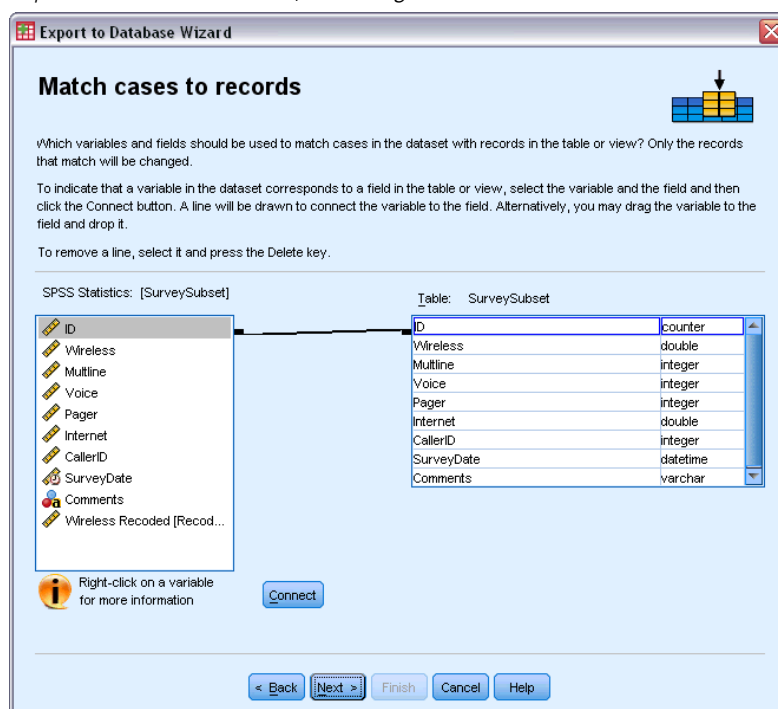 Export to Database Wizard
Match cases to records
Which variables and fields should be used to match cases in the dataset with records in the table or view? Only the records
that match will be changed.
To indicate that a variable in the dataset corresponds to a field in the table or view, select the variable and the field and then
click the Connect button. A line will be drawn to connect the variable to the field. Alternatively, you may drag the variable to the
field and drop it.
To remove a line, select it and press the Delete key.
SPSS Statistics: [SurveySubset]
ID
Wireless
Multline
Voice
Pager
Internet
CallerID
SurveyDate
Comments
Wireless Recoded [Recod...
Table: SurveySubset
ID counter
Wireless double
Multline integer
Voice integer
Pager integer
Internet double
CallerID integer
SurveyDate datetime
Comments varchar
Right-click on a variable
for more information
Connect
< Back Next > Finish Cancel Help